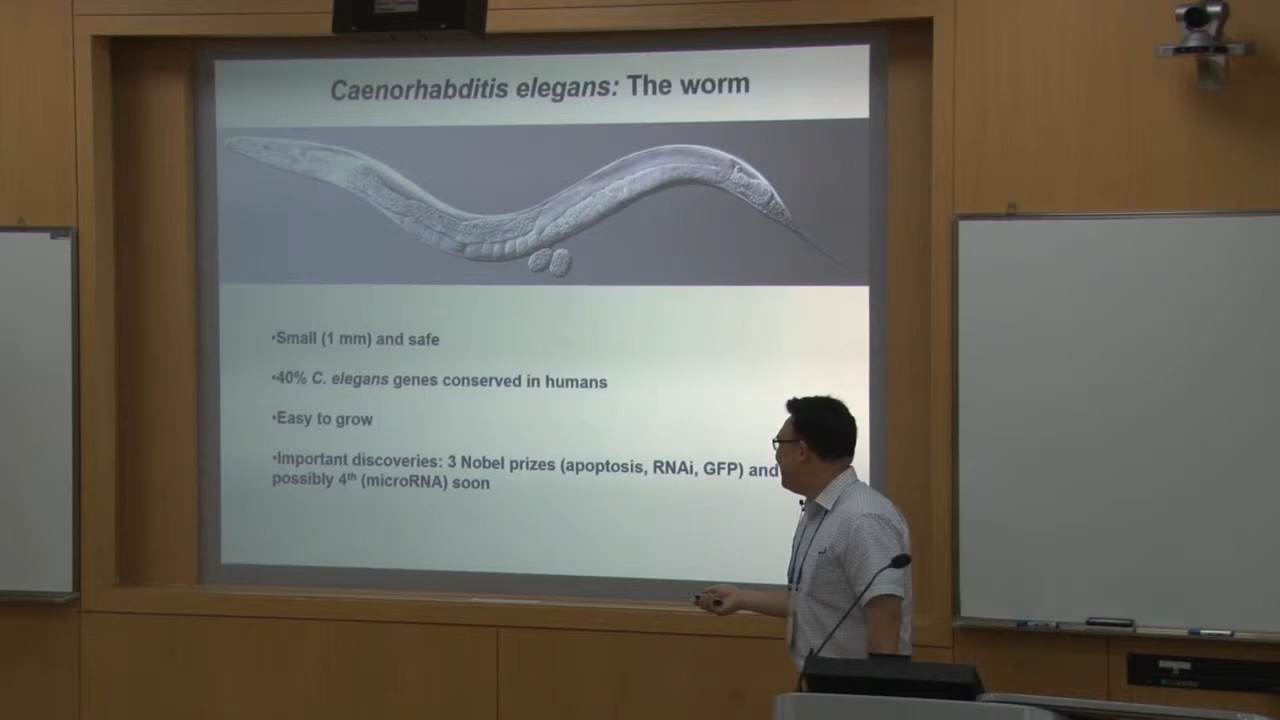 Caenorhabditis elegans: The worm
•Small (1 mm) and safe
•40% C. elegans genes conserved in humans
•Easy to grow
•Important discoveries: 3 Nobel prizes (apoptosis, RNAi, GFP) and
possibly 4th (microRNA) soon